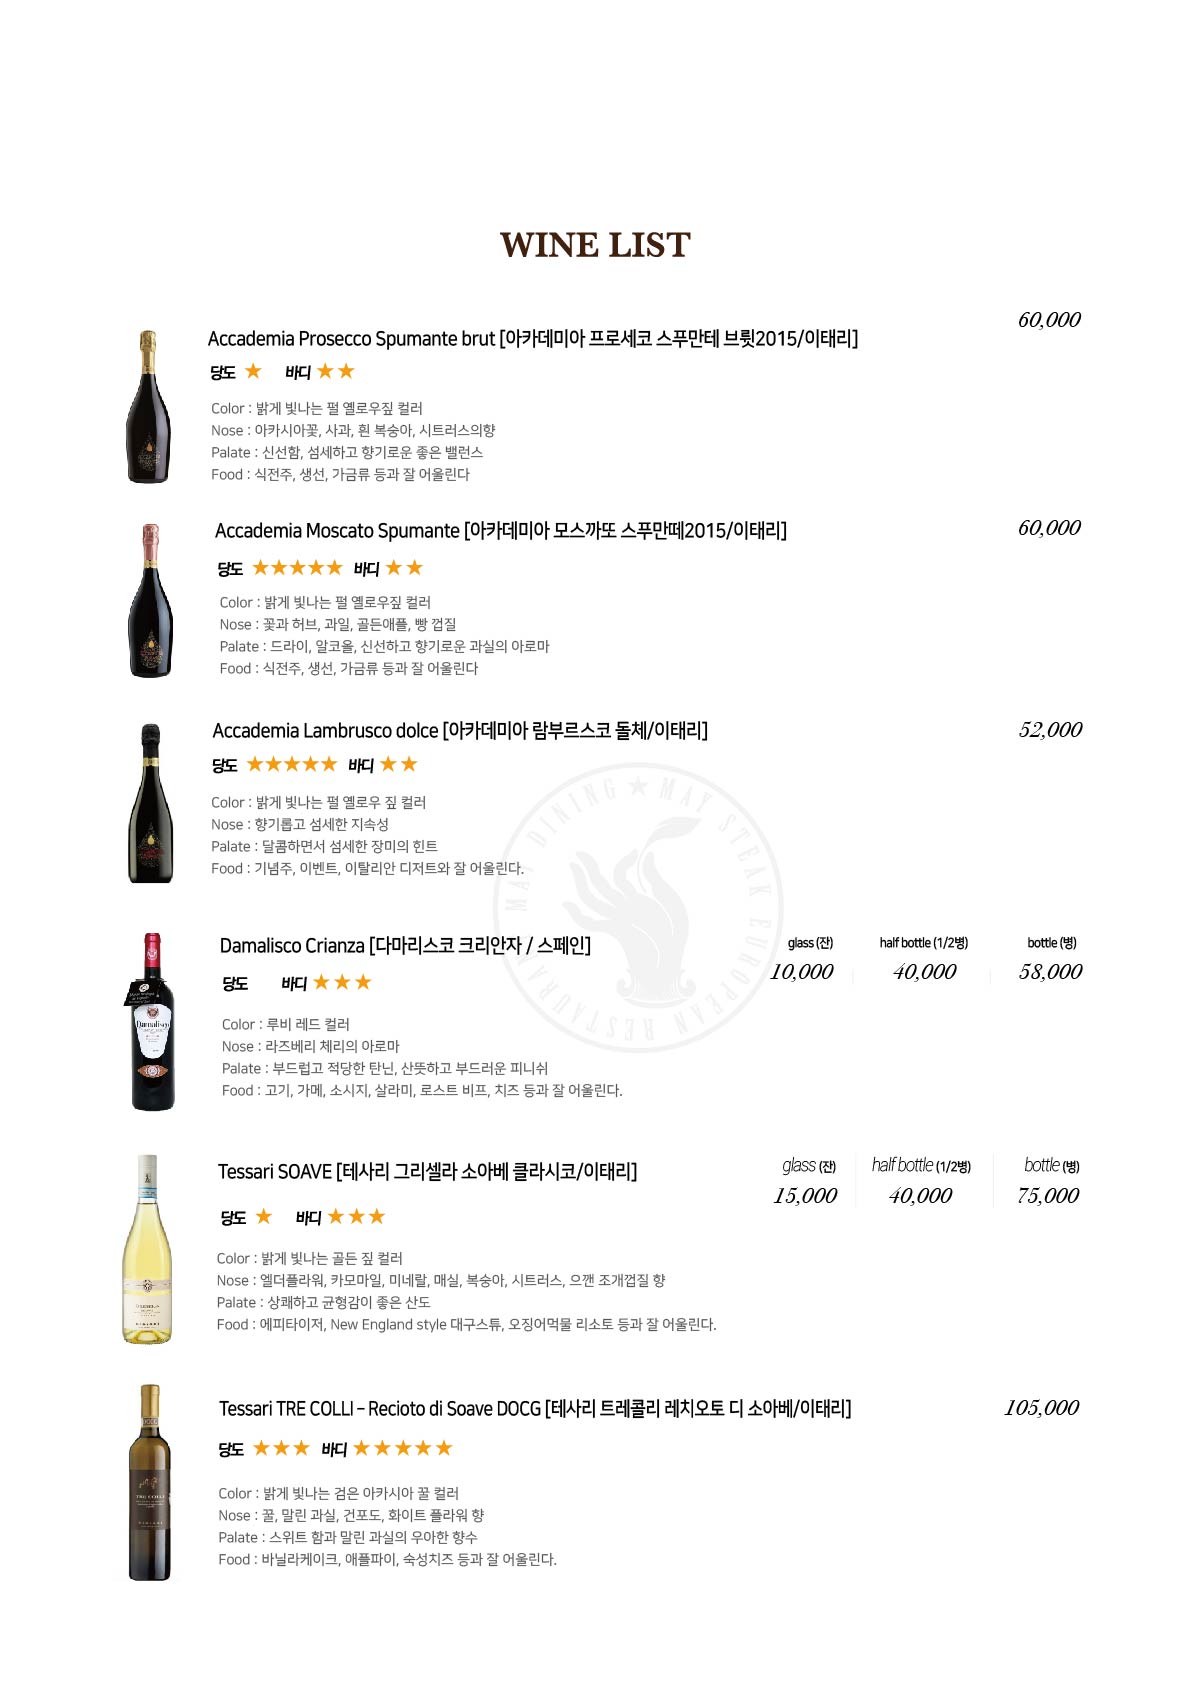 WINE LIST
Accademia Prosecco Spumante brut [아카데미아 프로세코 스푸만테 브륏2015/이태리]
60,000
당도 ★ 바디 ★★
Color : 밝게 빛나는 펄 옐로우짚 컬러
Nose : 아카시아꽃, 사과, 흰 복숭아, 시트러스의향
Palate : 신선함, 섬세하고 향기로운 좋은 밸런스
Food : 식전주, 생선, 가금류 등과 잘 어울린다
Accademia Moscato Spumante [아카데미아 모스까또 스푸만떼2015/이태리]
60,000
당도 ★★★★★ 바디 ★★
Color : 밝게 빛나는 펄 옐로우짚 컬러
Nose : 꽃과 허브, 과일, 골든애플, 빵 껍질
Palate : 드라이, 알코올, 신선하고 향기로운 과실의 아로마
Food : 식전주, 생선, 가금류 등과 잘 어울린다
Accademia Lambrusco dolce [아카데미아 람부르스코 돌체/이태리]
52,000
당도 ★★★★★ 바디 ★★
Color : 밝게 빛나는 펄 옐로우 짚 컬러
Nose : 향기롭고 섬세한 지속성
Palate : 달콤하면서 섬세한 장미의 힌트
Food : 기념주, 이벤트, 이탈리안 디저트와 잘 어울린다.
MAY DINING ★ MAY STEAK EUROPEAN RESTAURANT
Damalisco Crianza [다마리스코 크리안자 / 스페인]
glass (잔) half bottle (1/2병) bottle (병)
10,000 40,000 58,000
당도 바디 ★★★
Damalisco
Color : 루비 레드 컬러
Nose : 라즈베리 체리의 아로마
Palate : 부드럽고 적당한 탄닌, 산뜻하고 부드러운 피니쉬
Food : 고기, 가메, 소시지, 살라미, 로스트 비프, 치즈 등과 잘 어울린다.
Tessari SOAVE [테사리 그리셀라 소아베 클라시코/이태리]
glass (잔) half bottle (1/2병) bottle (병)
15,000 40,000 75,000
당도 ★ 바디 ★★★
Color : 밝게 빛나는 골든 짚 컬러
Nose : 엘더플라워, 카모마일, 미네랄, 매실, 복숭아, 시트러스, 으깬 조개껍질 향
Palate : 상쾌하고 균형감이 좋은 산도
Food : 에피타이저, New England style 대구스튜, 오징어먹물 리소토 등과 잘 어울린다.
Tessari TRE COLLI – Recioto di Soave DOCG [테사리 트레콜리 레치오토 디 소아베/이태리]
105,000
당도 ★★★ 바디 ★★★★★
TRE COLLI
Color : 밝게 빛나는 검은 아카시아 꿀 컬러
Nose : 꿀, 말린 과실, 건포도, 화이트 플라워 향
Palate : 스위트 함과 말린 과실의 우아한 향수
Food : 바닐라케이크, 애플파이, 숙성치즈 등과 잘 어울린다.